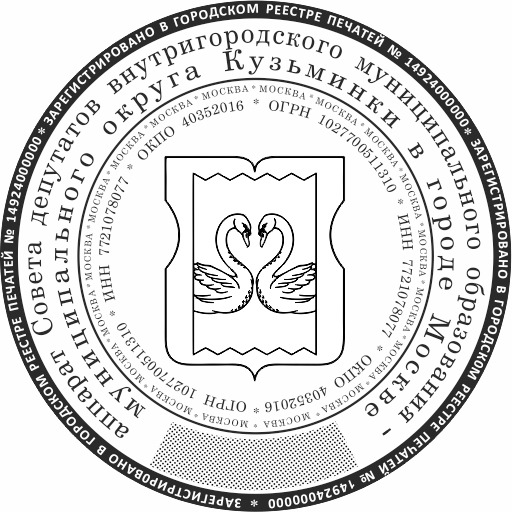 * ЗАРЕГИСТРИРОВАНО В ГОРОДСКОМ РЕЕСТРЕ ПЕЧАТЕЙ № 14924000000 * ЗАРЕГИСТРИРОВАНО В ГОРОДСКОМ РЕЕСТРЕ ПЕЧАТЕЙ № 14924000000 * ЗАРЕГИСТРИРОВАНО В ГОРОДСКОМ РЕЕСТРЕ ПЕЧАТЕЙ № 14924000000
аппарат Совета депутатов внутригородского муниципального образования -
муниципального округа Кузьминки в городе Москве
МОСКВА * МОСКВА * МОСКВА * МОСКВА * МОСКВА * МОСКВА * МОСКВА * МОСКВА * МОСКВА * МОСКВА * МОСКВА * МОСКВА * МОСКВА * МОСКВА * МОСКВА * МОСКВА * МОСКВА * МОСКВА *
* ОГРН 1027700511310 * ИНН 7721078077 * ОКПО 40352016 * ОГРН 1027700511310 * ИНН 7721078077 * ОКПО 40352016